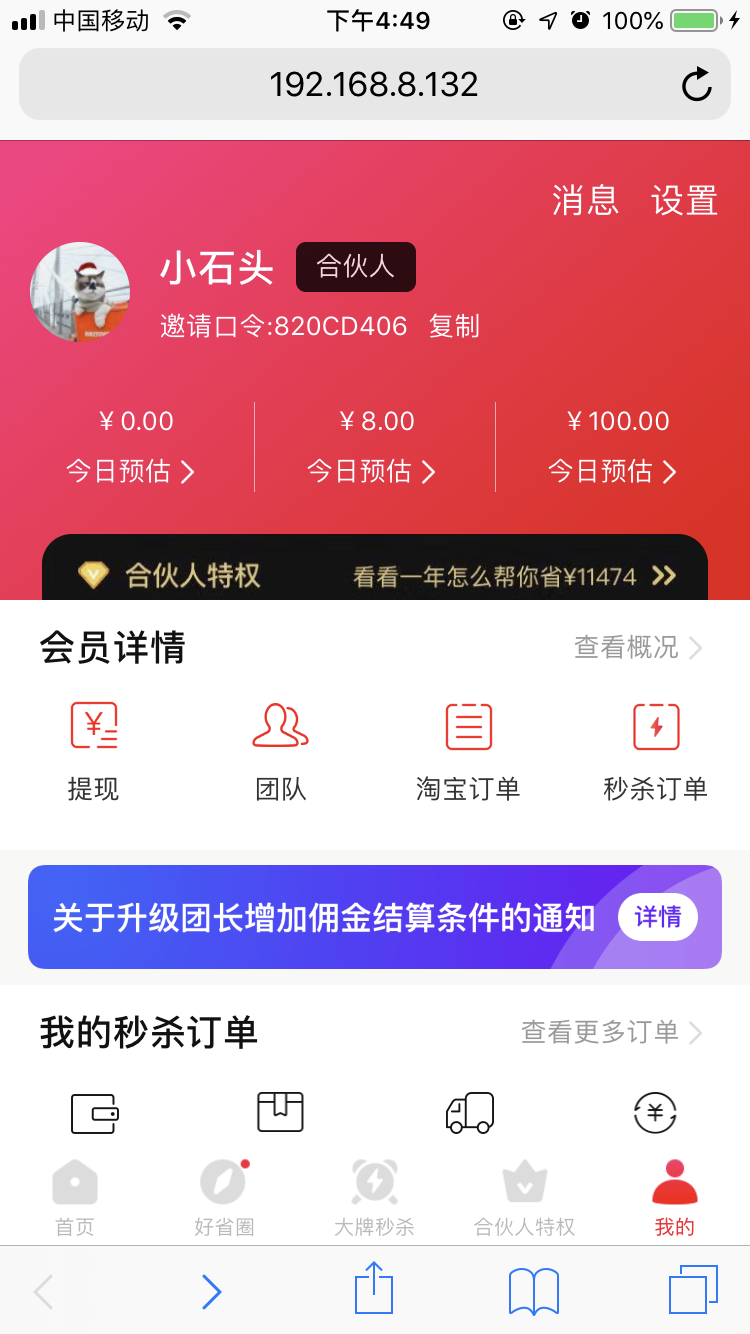 中国移动 下午4:49 100%
192.168.8.132
消息 设置
小石头 合伙人
邀请口令:820CD406 复制
¥0.00 ¥8.00 ¥100.00
今日预估 今日预估 今日预估
合伙人特权 看看一年怎么帮你省¥11474
会员详情 查看概况
提现 团队 淘宝订单 秒杀订单
关于升级团长增加佣金结算条件的通知 详情
我的秒杀订单 查看更多订单
首页 好省圈 大牌秒杀 合伙人特权 我的